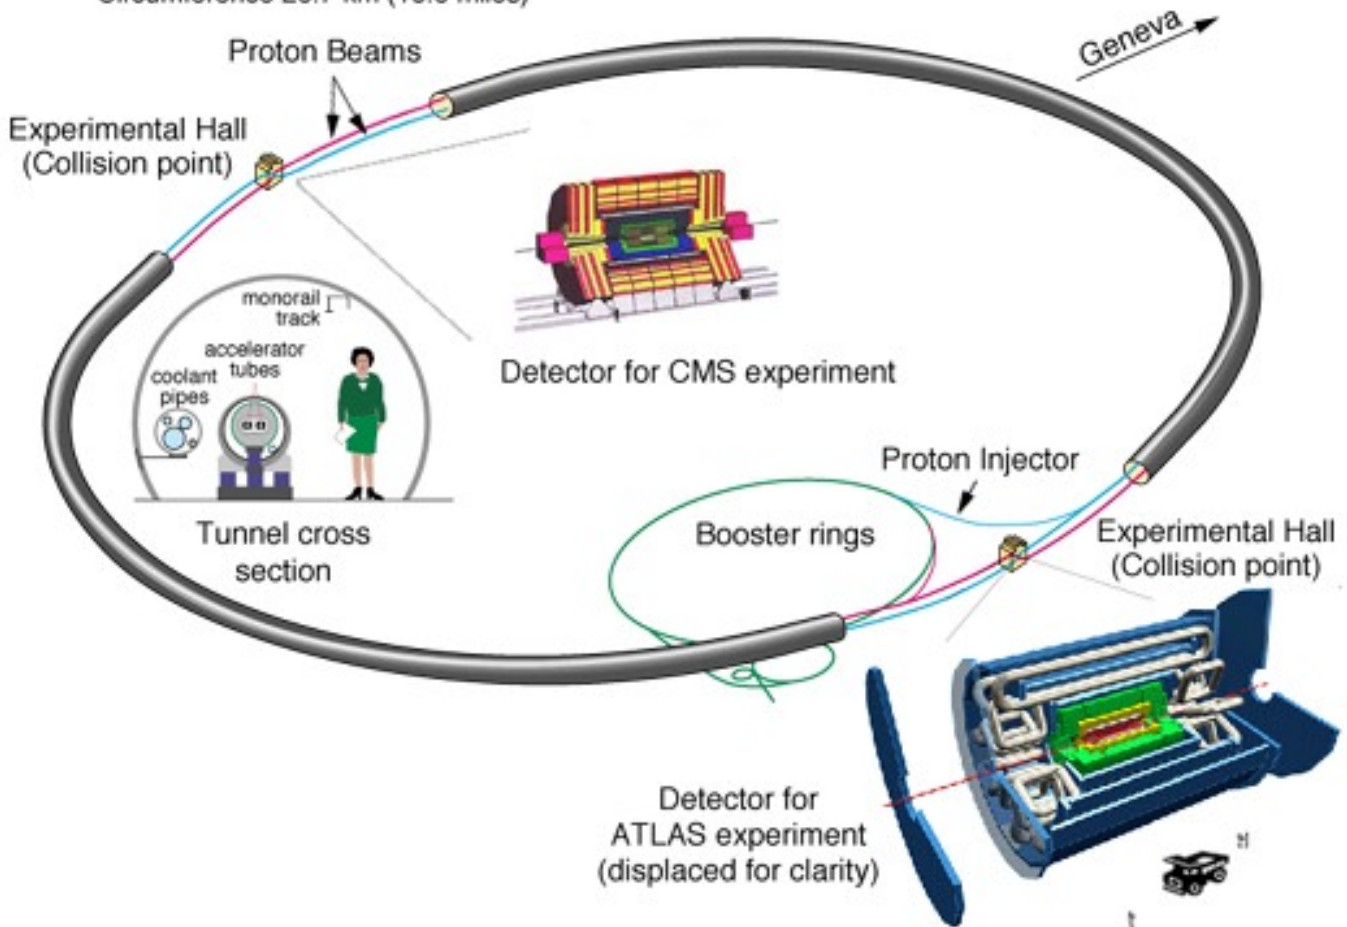 Proton Beams
Geneva
Experimental Hall
(Collision point)
monorail
track
accelerator
tubes
coolant
pipes
Detector for CMS experiment
Proton Injector
Tunnel cross
section
Booster rings
Experimental Hall
(Collision point)
Detector for
ATLAS experiment
(displaced for clarity)